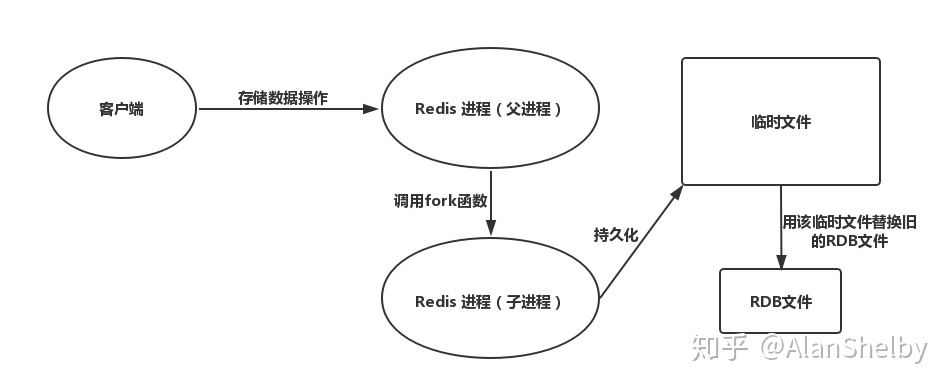 客户端
存储数据操作
Redis 进程（父进程）
临时文件
调用fork函数
持久化
用该临时文件替换旧
的RDB文件
Redis 进程（子进程）
RDB文件
知乎 @AlanShelby